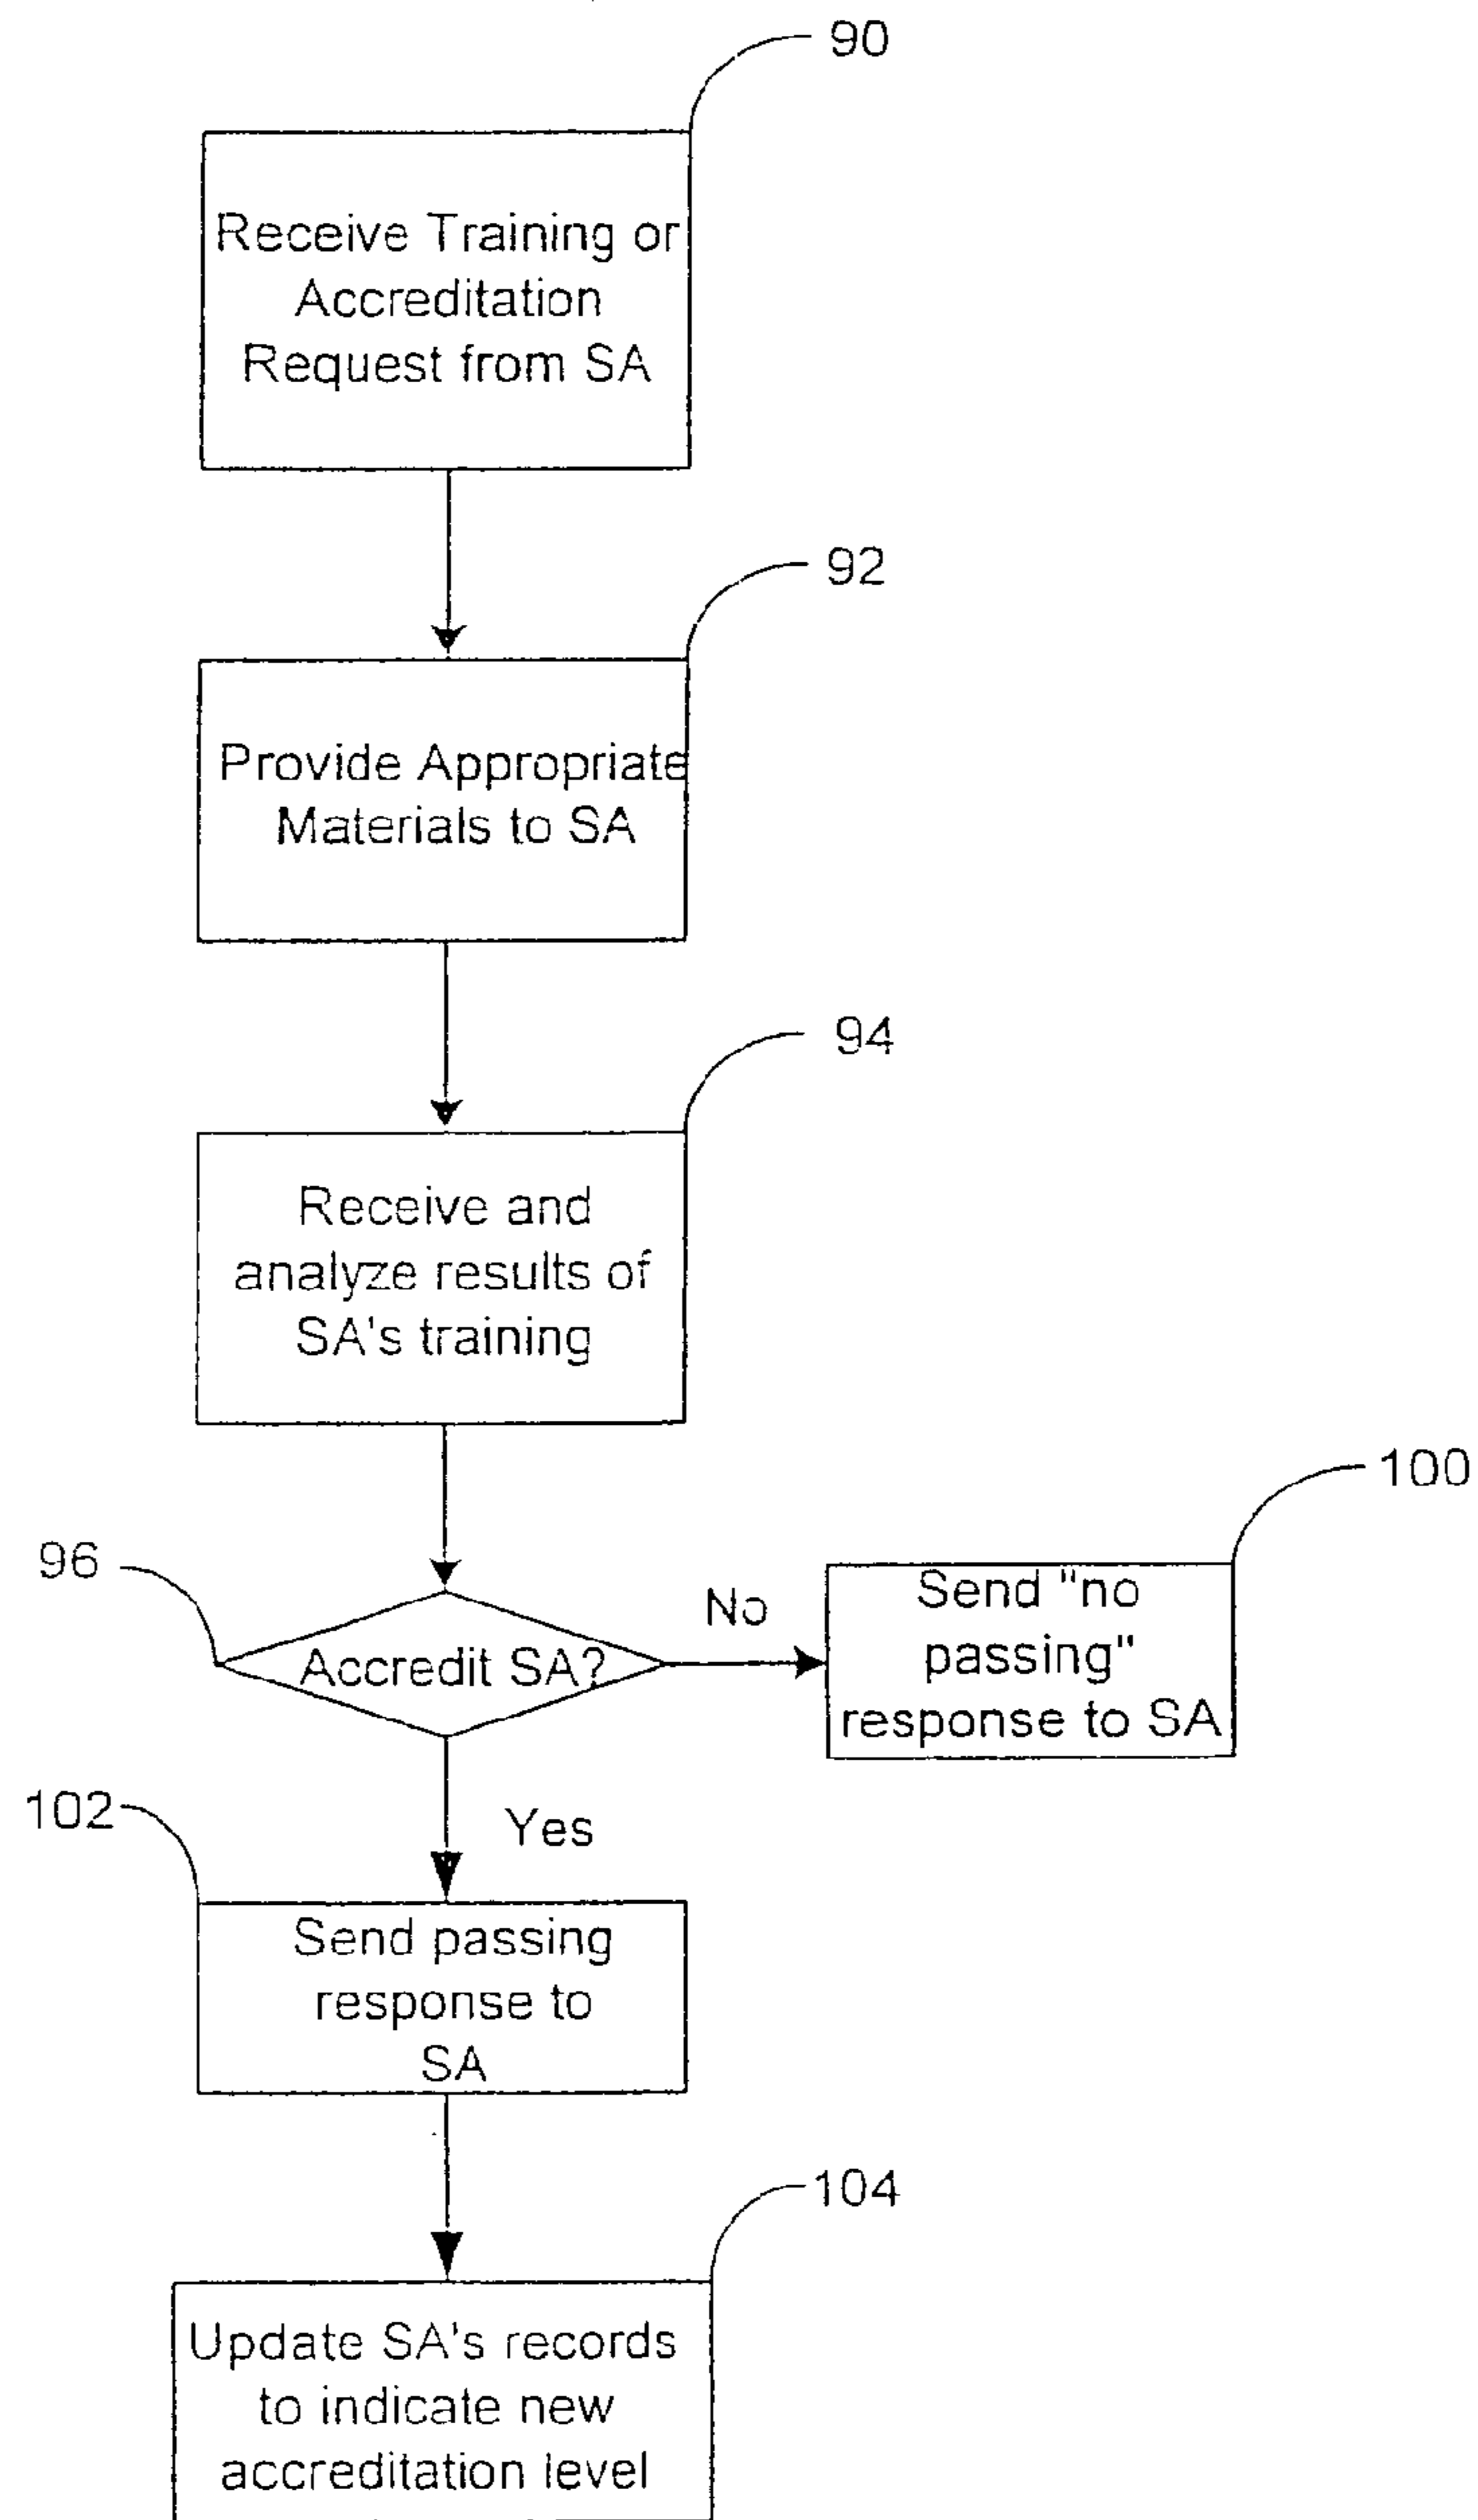 90
Receive Training or
Accreditation
Request from SA
92
Provide Appropriate
Materials to SA
94
Receive and
analyze results of
SA's training
100
96
Accredit SA?
No
Send "no
passing"
response to SA
102
Yes
Send passing
response to
SA
104
Update SA's records
to indicate new
accreditation level